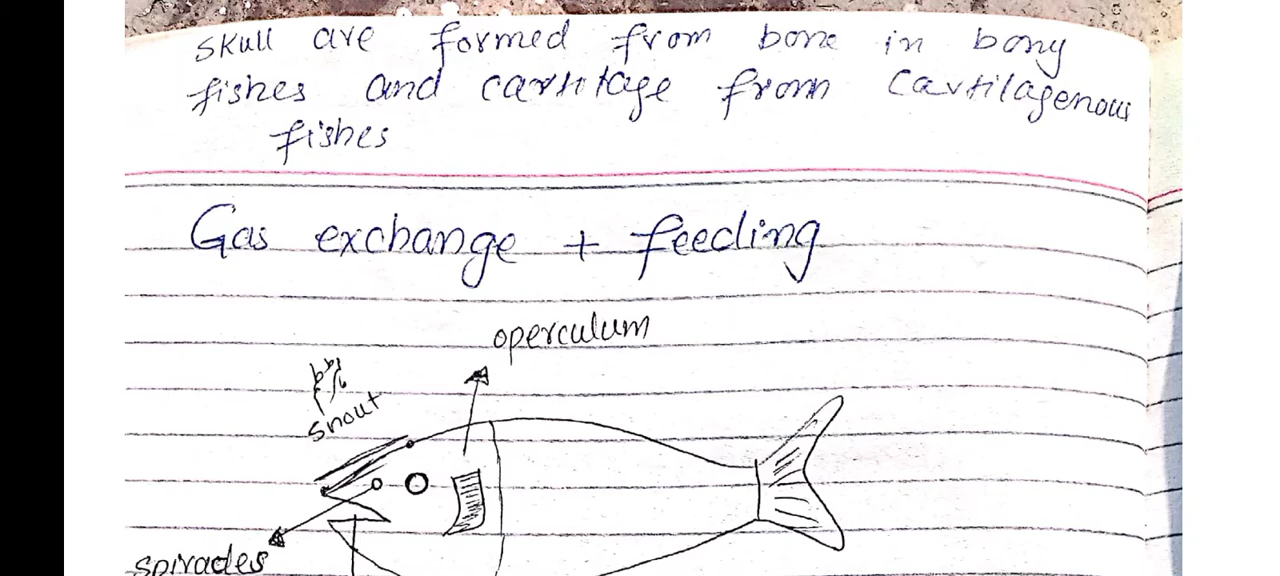 skull are formed from bone in bony
fishes and cartilage from cartilagenous
fishes
Gas exchange + feeding
operculum
snout
spiracles